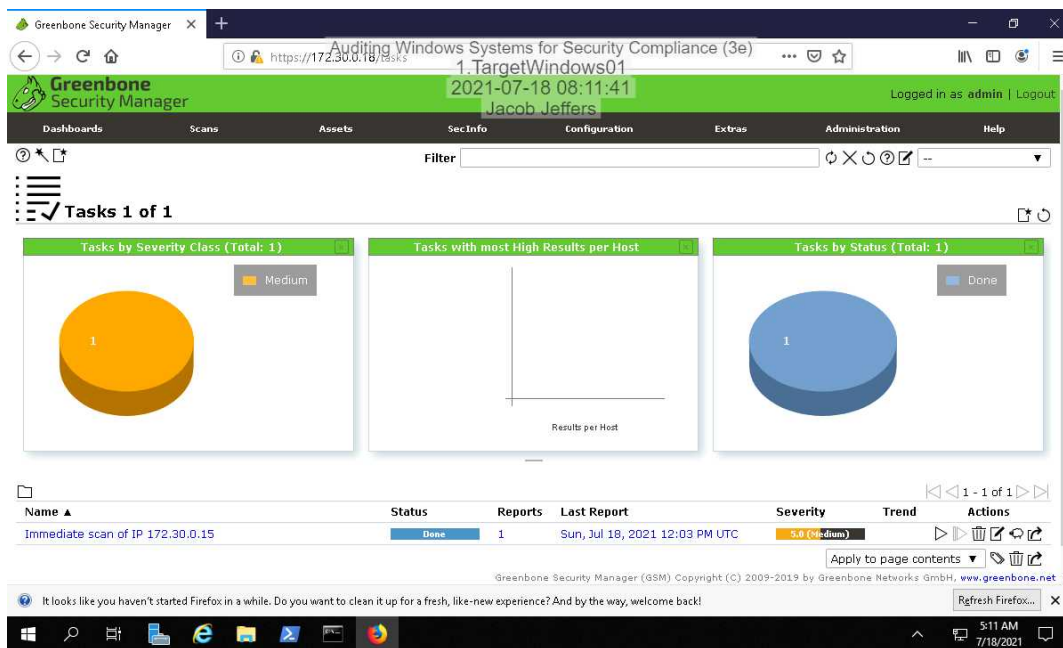 Greenbone Security Manager
https://172.30.0.18/tasks
Auditing Windows Systems for Security Compliance (3e)
1.TargetWindows01
2021-07-18 08:11:41
Jacob Jeffers
Greenbone
Security Manager
Logged in as admin | Logout
Dashboards Scans Assets SecInfo Configuration Extras Administration Help
Filter --
Tasks 1 of 1
Tasks by Severity Class (Total: 1)
Medium
1
Tasks with most High Results per Host
Results per Host
Tasks by Status (Total: 1)
Done
1
1 - 1 of 1
Name ▲ Status Reports Last Report Severity Trend Actions
Immediate scan of IP 172.30.0.15 Done 1 Sun, Jul 18, 2021 12:03 PM UTC 5.0 (Medium)
Apply to page contents ▼
Greenbone Security Manager (GSM) Copyright (C) 2009-2019 by Greenbone Networks GmbH, www.greenbone.net
It looks like you haven't started Firefox in a while. Do you want to clean it up for a fresh, like-new experience? And by the way, welcome back! Refresh Firefox...
5:11 AM
7/18/2021